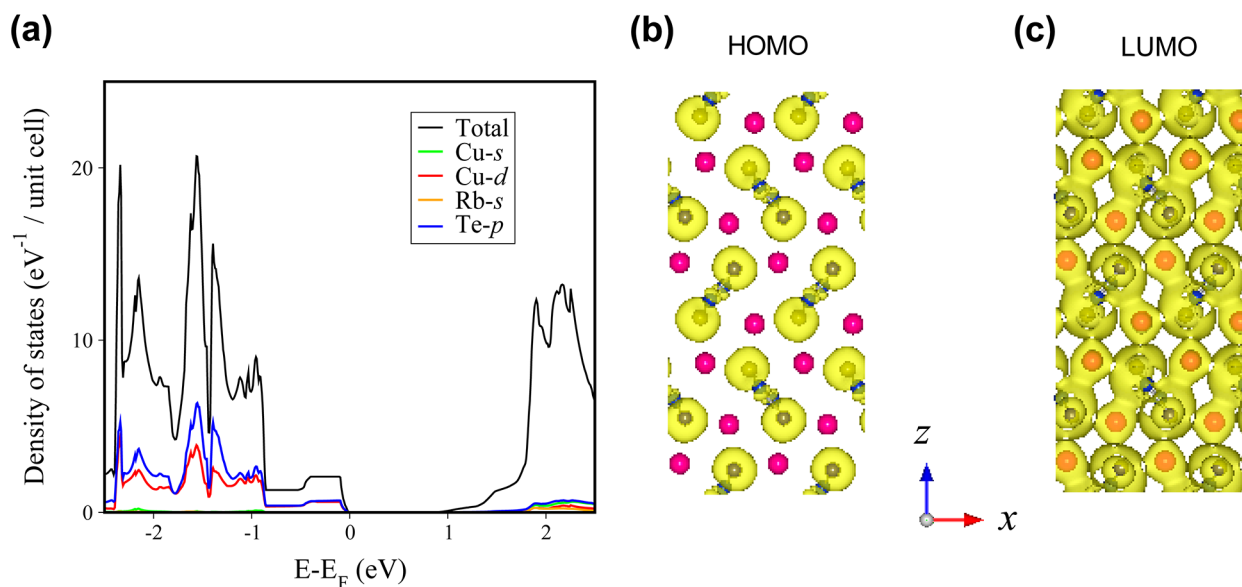 (a)
Density of states (eV⁻¹ / unit cell)
20
10
0
-2
-1
0
1
2
E-E_F (eV)
Total
Cu-s
Cu-d
Rb-s
Te-p
(b)
HOMO
(c)
LUMO
z
x